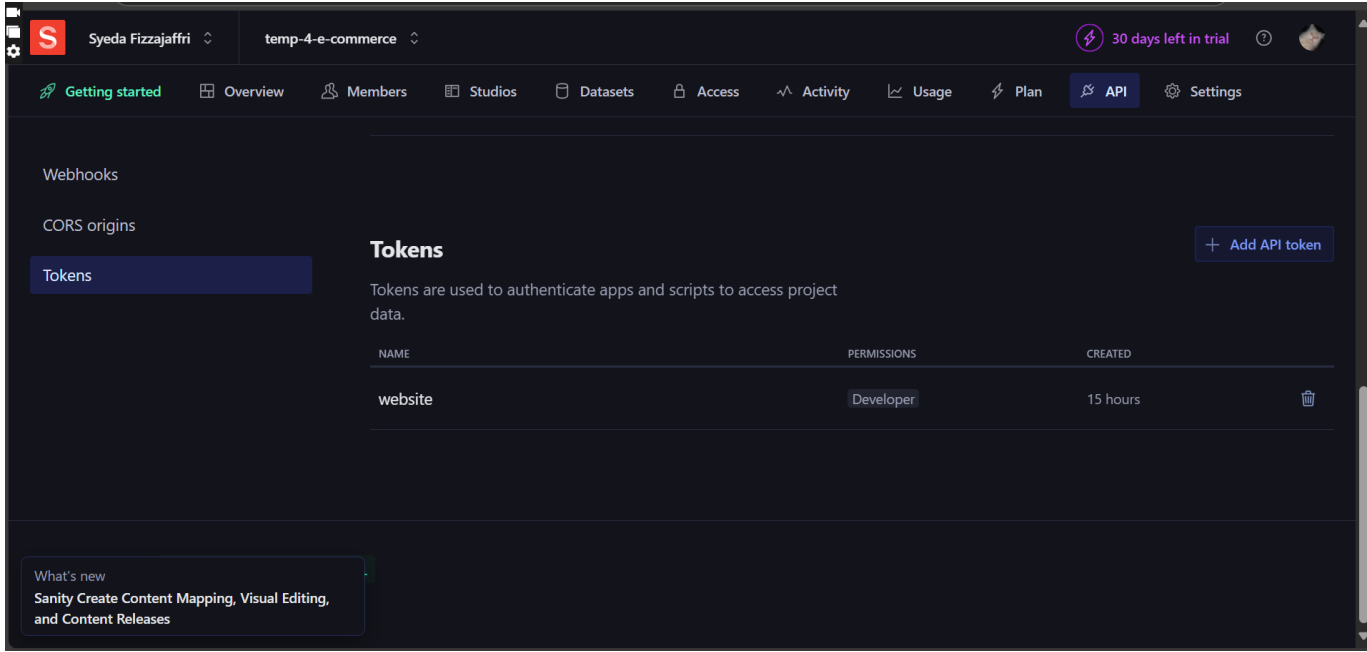 S Syeda Fizzajaffri temp-4-e-commerce 30 days left in trial ?
Getting started Overview Members Studios Datasets Access Activity Usage Plan API Settings
Webhooks
CORS origins
Tokens
Tokens
+ Add API token
Tokens are used to authenticate apps and scripts to access project
data.
NAME PERMISSIONS CREATED
website Developer 15 hours
What's new
Sanity Create Content Mapping, Visual Editing,
and Content Releases